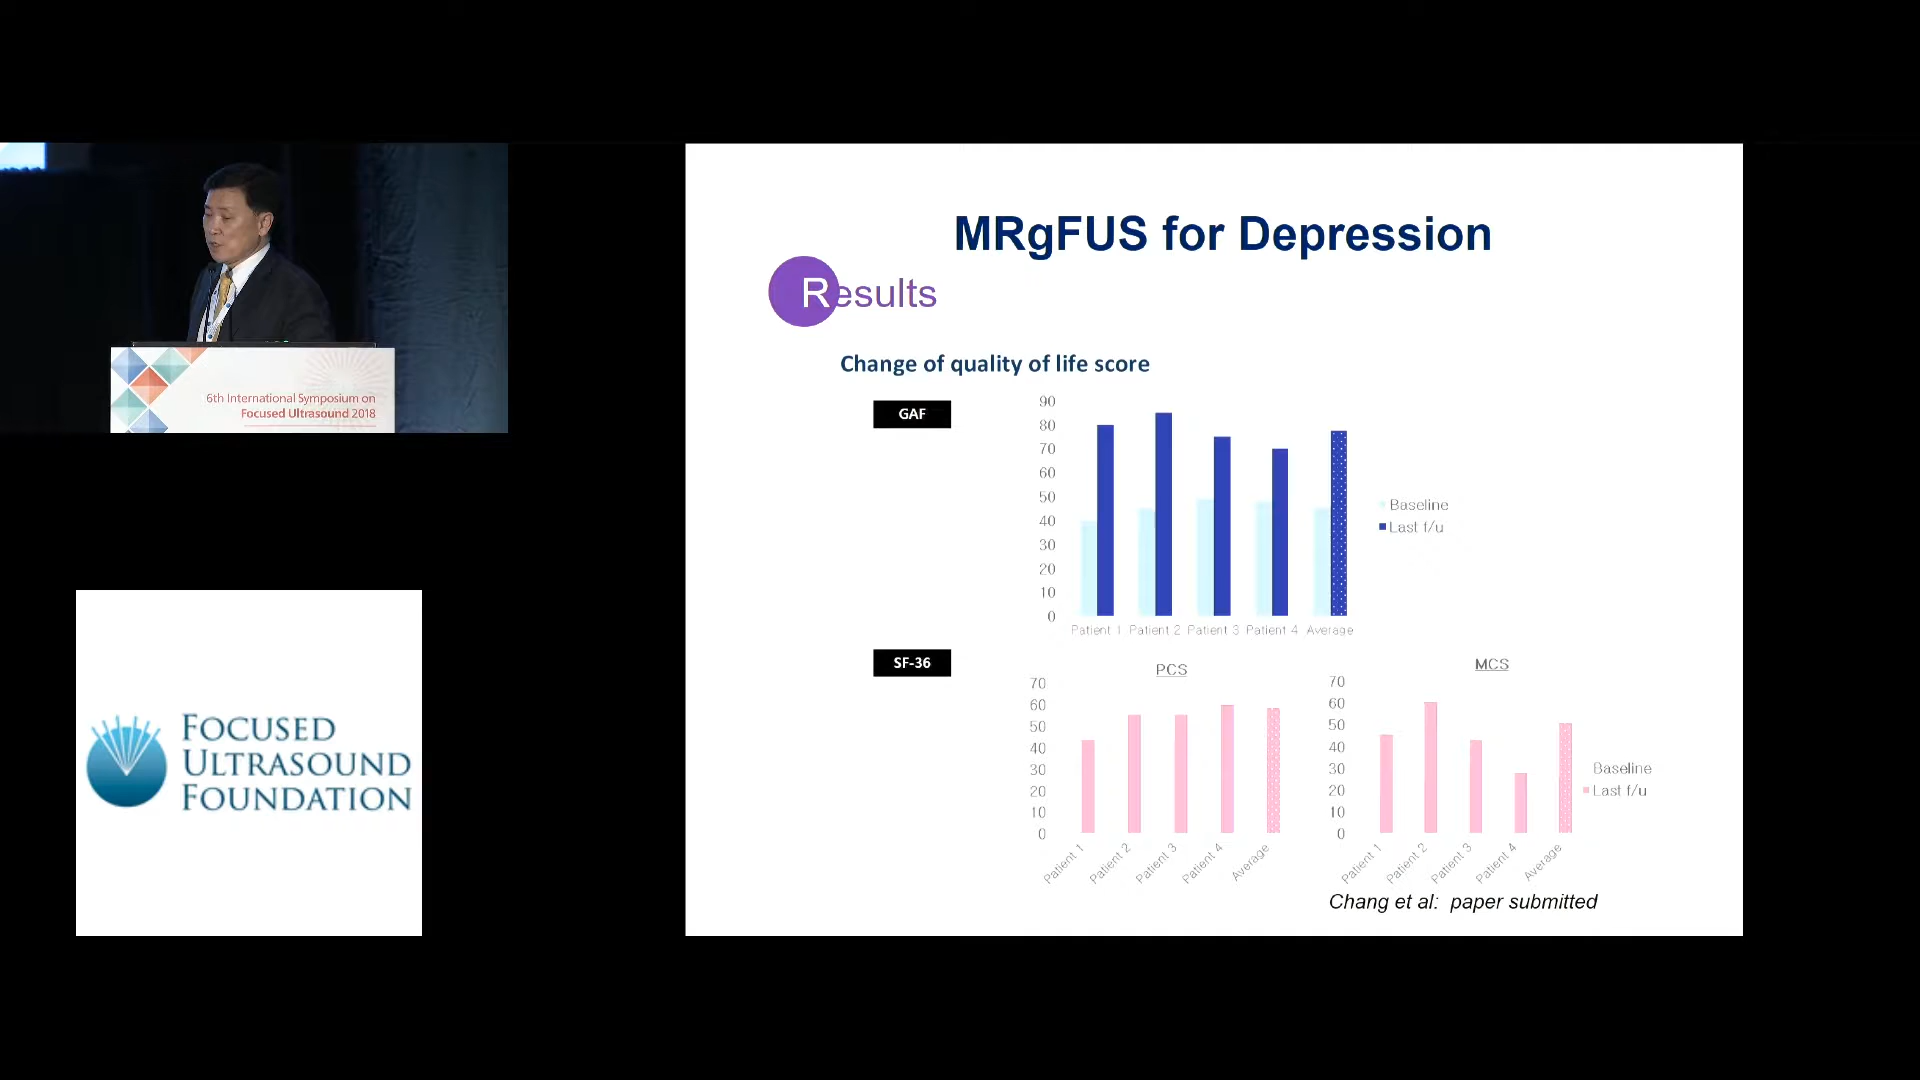 6th International Symposium on
Focused Ultrasound 2018
FOCUSED
ULTRASOUND
FOUNDATION
MRgFUS for Depression
Results
Change of quality of life score
GAF
90
80
70
60
50
40
30
20
10
0
Patient 1 Patient 2 Patient 3 Patient 4 Average
Baseline
Last f/u
SF-36
PCS
70
60
50
40
30
20
10
0
Patient 1 Patient 2 Patient 3 Patient 4 Average
MCS
70
60
50
40
30
20
10
0
Patient 1 Patient 2 Patient 3 Patient 4 Average
Baseline
Last f/u
Chang et al: paper submitted